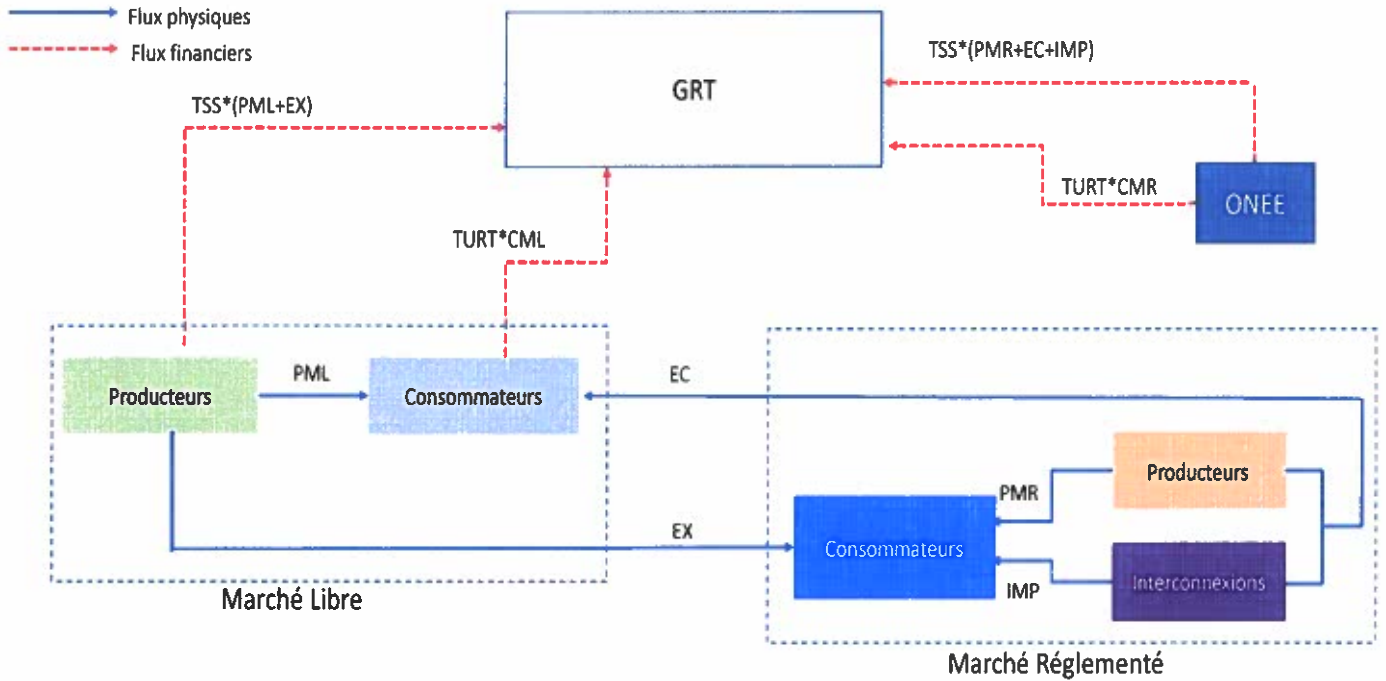 Flux physiques
Flux financiers
GRT
TSS*(PMR+EC+IMP)
TSS*(PML+EX)
TURT*CMR
ONEE
TURT*CML
PML
EC
Producteurs
Consommateurs
Producteurs
PMR
EX
Consommateurs
Interconnexions
IMP
Marché Libre
Marché Réglementé